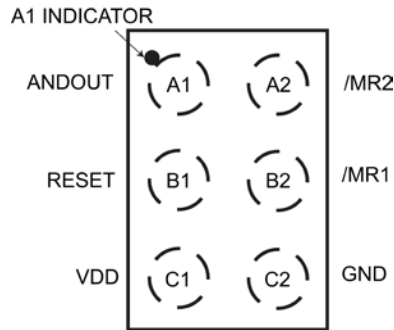 A1 INDICATOR
ANDOUT A1 A2 /MR2
RESET B1 B2 /MR1
VDD C1 C2 GND